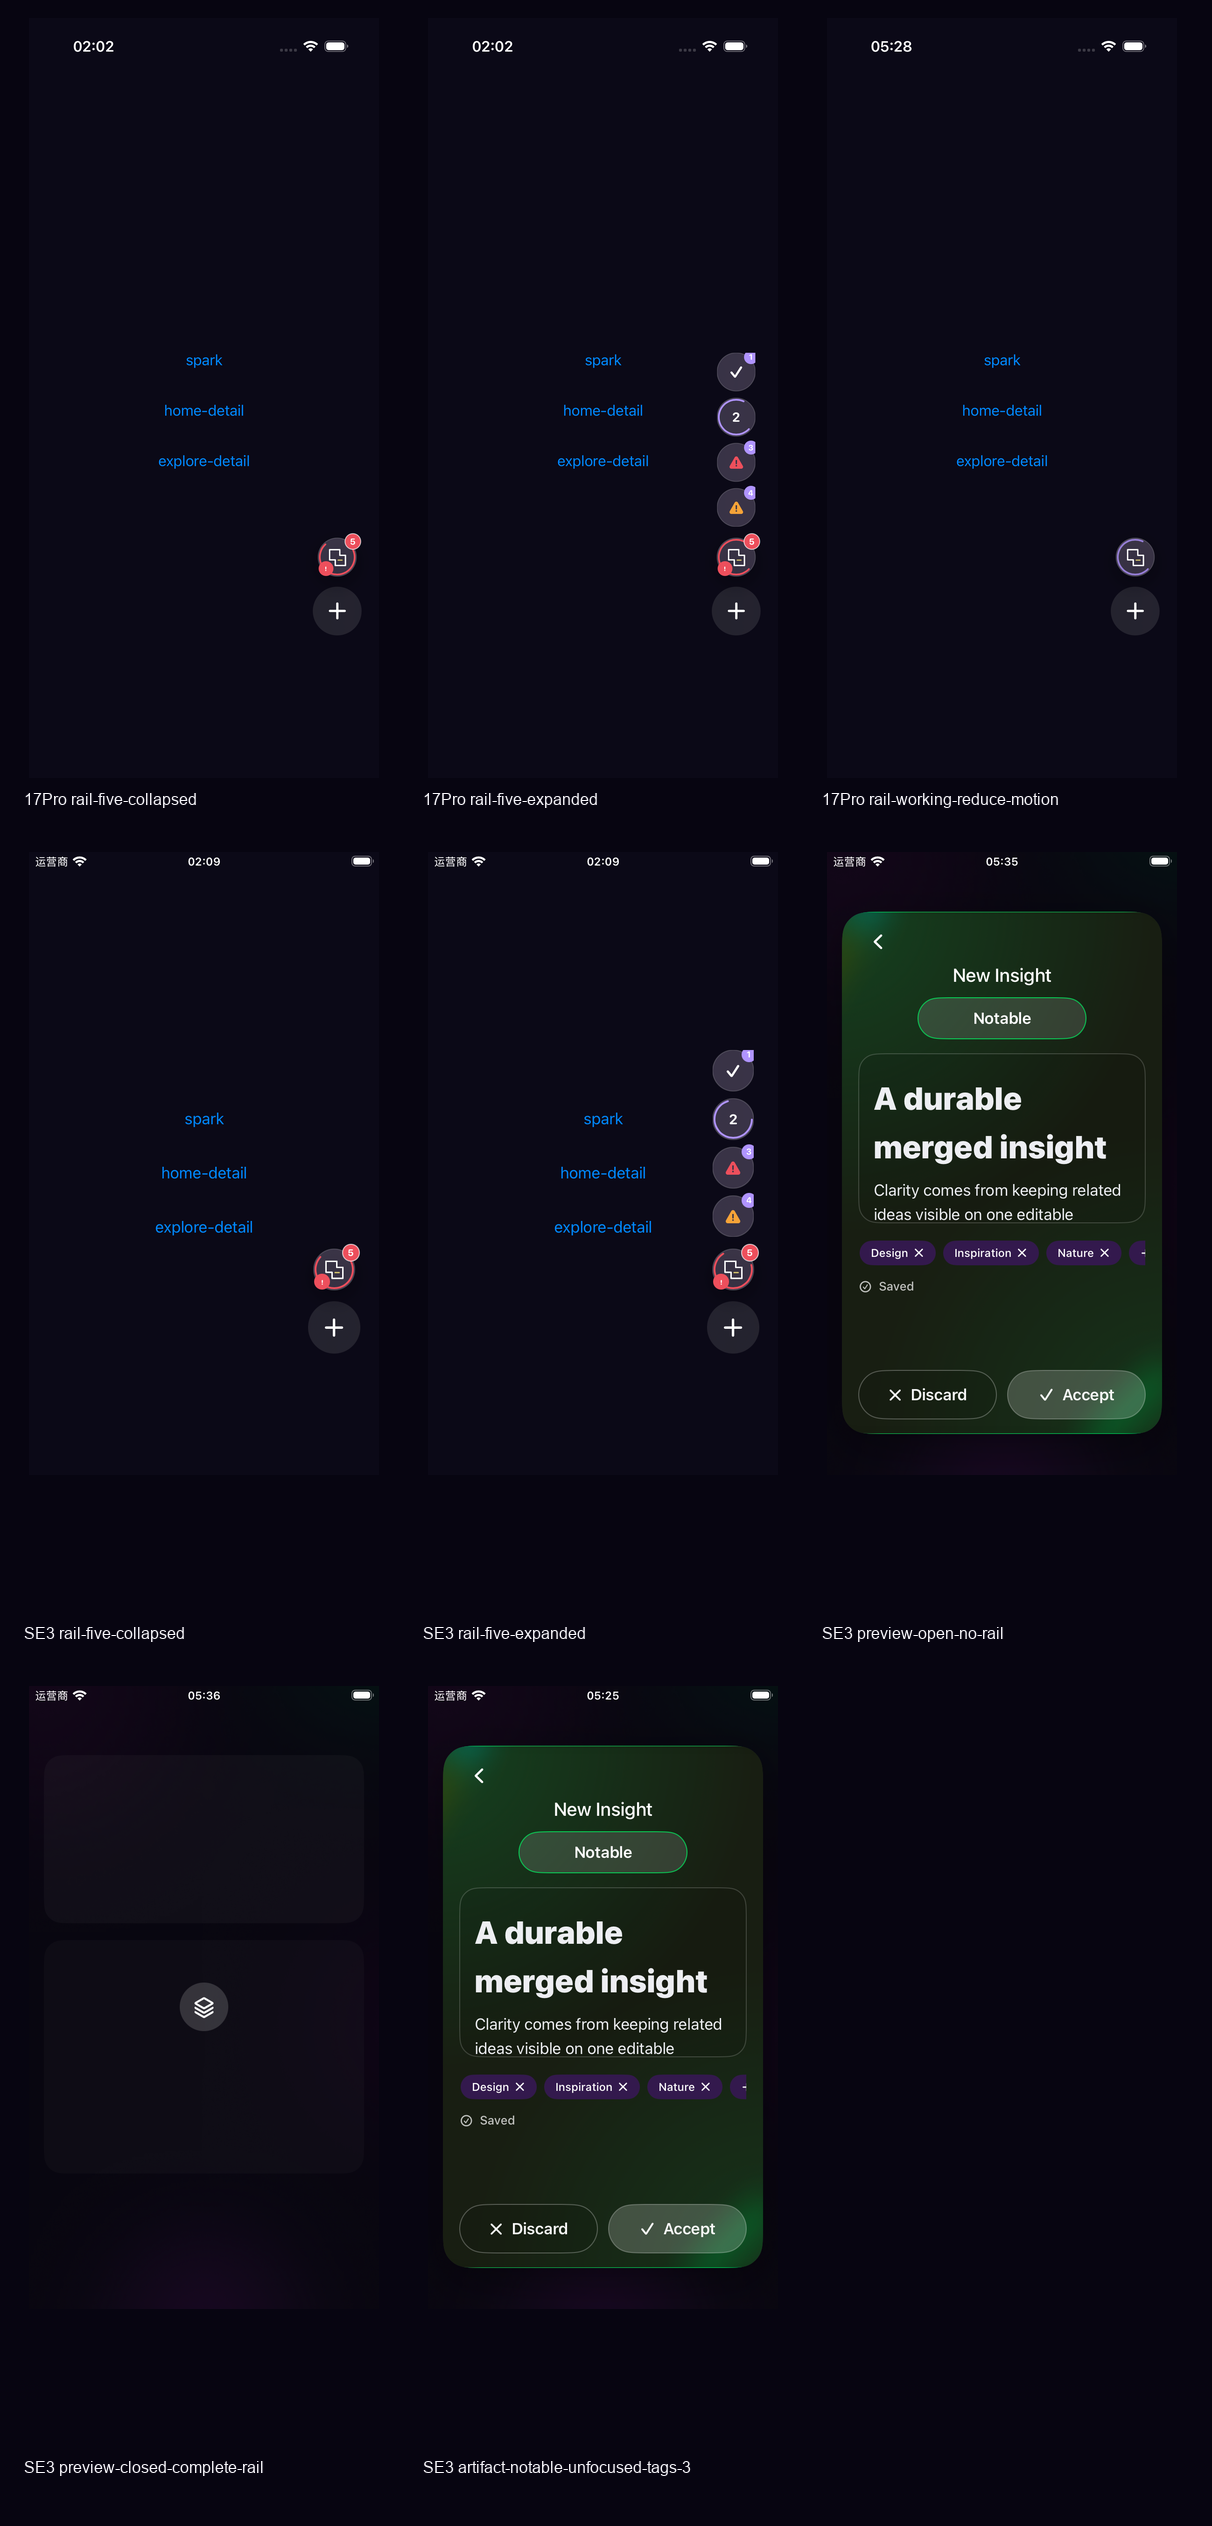 02:02
02:02
05:28
spark
home-detail
explore-detail
5
!
spark
home-detail
explore-detail
1
2
3
4
5
!
spark
home-detail
explore-detail
17Pro rail-five-collapsed
17Pro rail-five-expanded
17Pro rail-working-reduce-motion
运营商
02:09
运营商
02:09
运营商
05:35
spark
home-detail
explore-detail
5
!
spark
home-detail
explore-detail
1
2
3
4
5
!
New Insight
Notable
A durable
merged insight
Clarity comes from keeping related
ideas visible on one editable
Design
Inspiration
Nature
Saved
Discard
Accept
SE3 rail-five-collapsed
SE3 rail-five-expanded
SE3 preview-open-no-rail
运营商
05:36
运营商
05:25
New Insight
Notable
A durable
merged insight
Clarity comes from keeping related
ideas visible on one editable
Design
Inspiration
Nature
Saved
Discard
Accept
SE3 preview-closed-complete-rail
SE3 artifact-notable-unfocused-tags-3